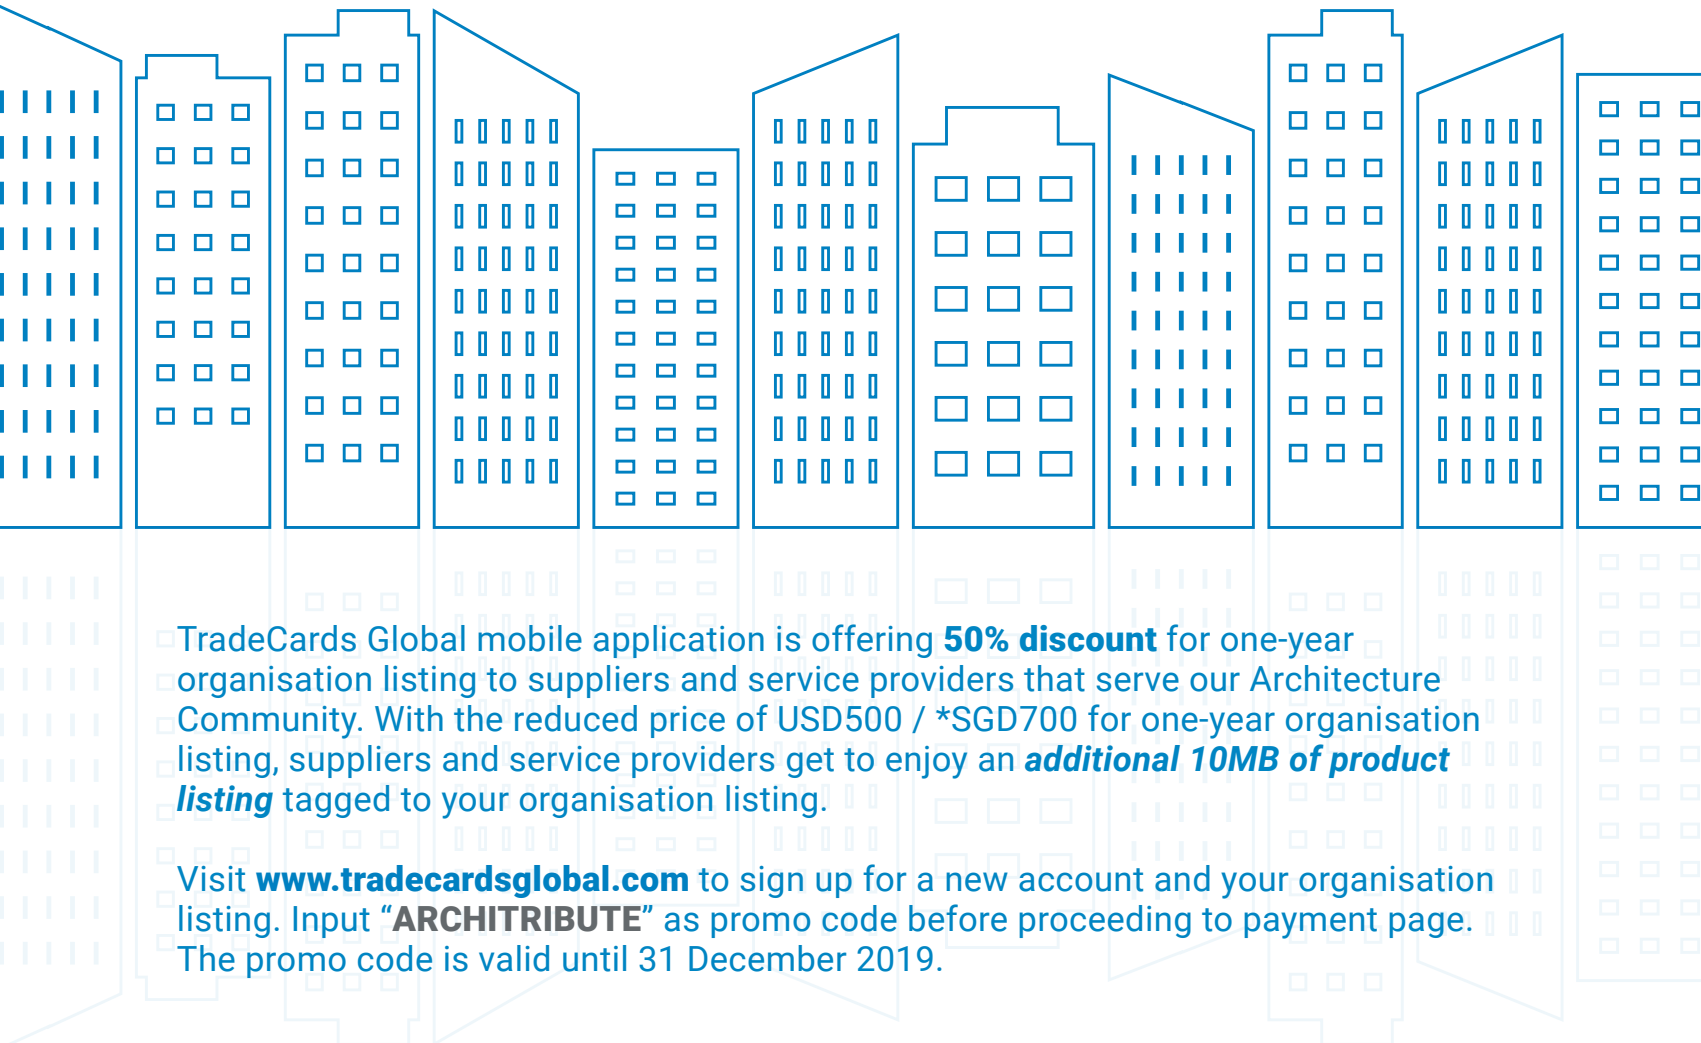 TradeCards Global mobile application is offering 50% discount for one-year
organisation listing to suppliers and service providers that serve our Architecture
Community. With the reduced price of USD500 / *SGD700 for one-year organisation
listing, suppliers and service providers get to enjoy an additional 10MB of product
listing tagged to your organisation listing.
Visit www.tradecardsglobal.com to sign up for a new account and your organisation
listing. Input “ARCHITRIBUTE” as promo code before proceeding to payment page.
The promo code is valid until 31 December 2019.